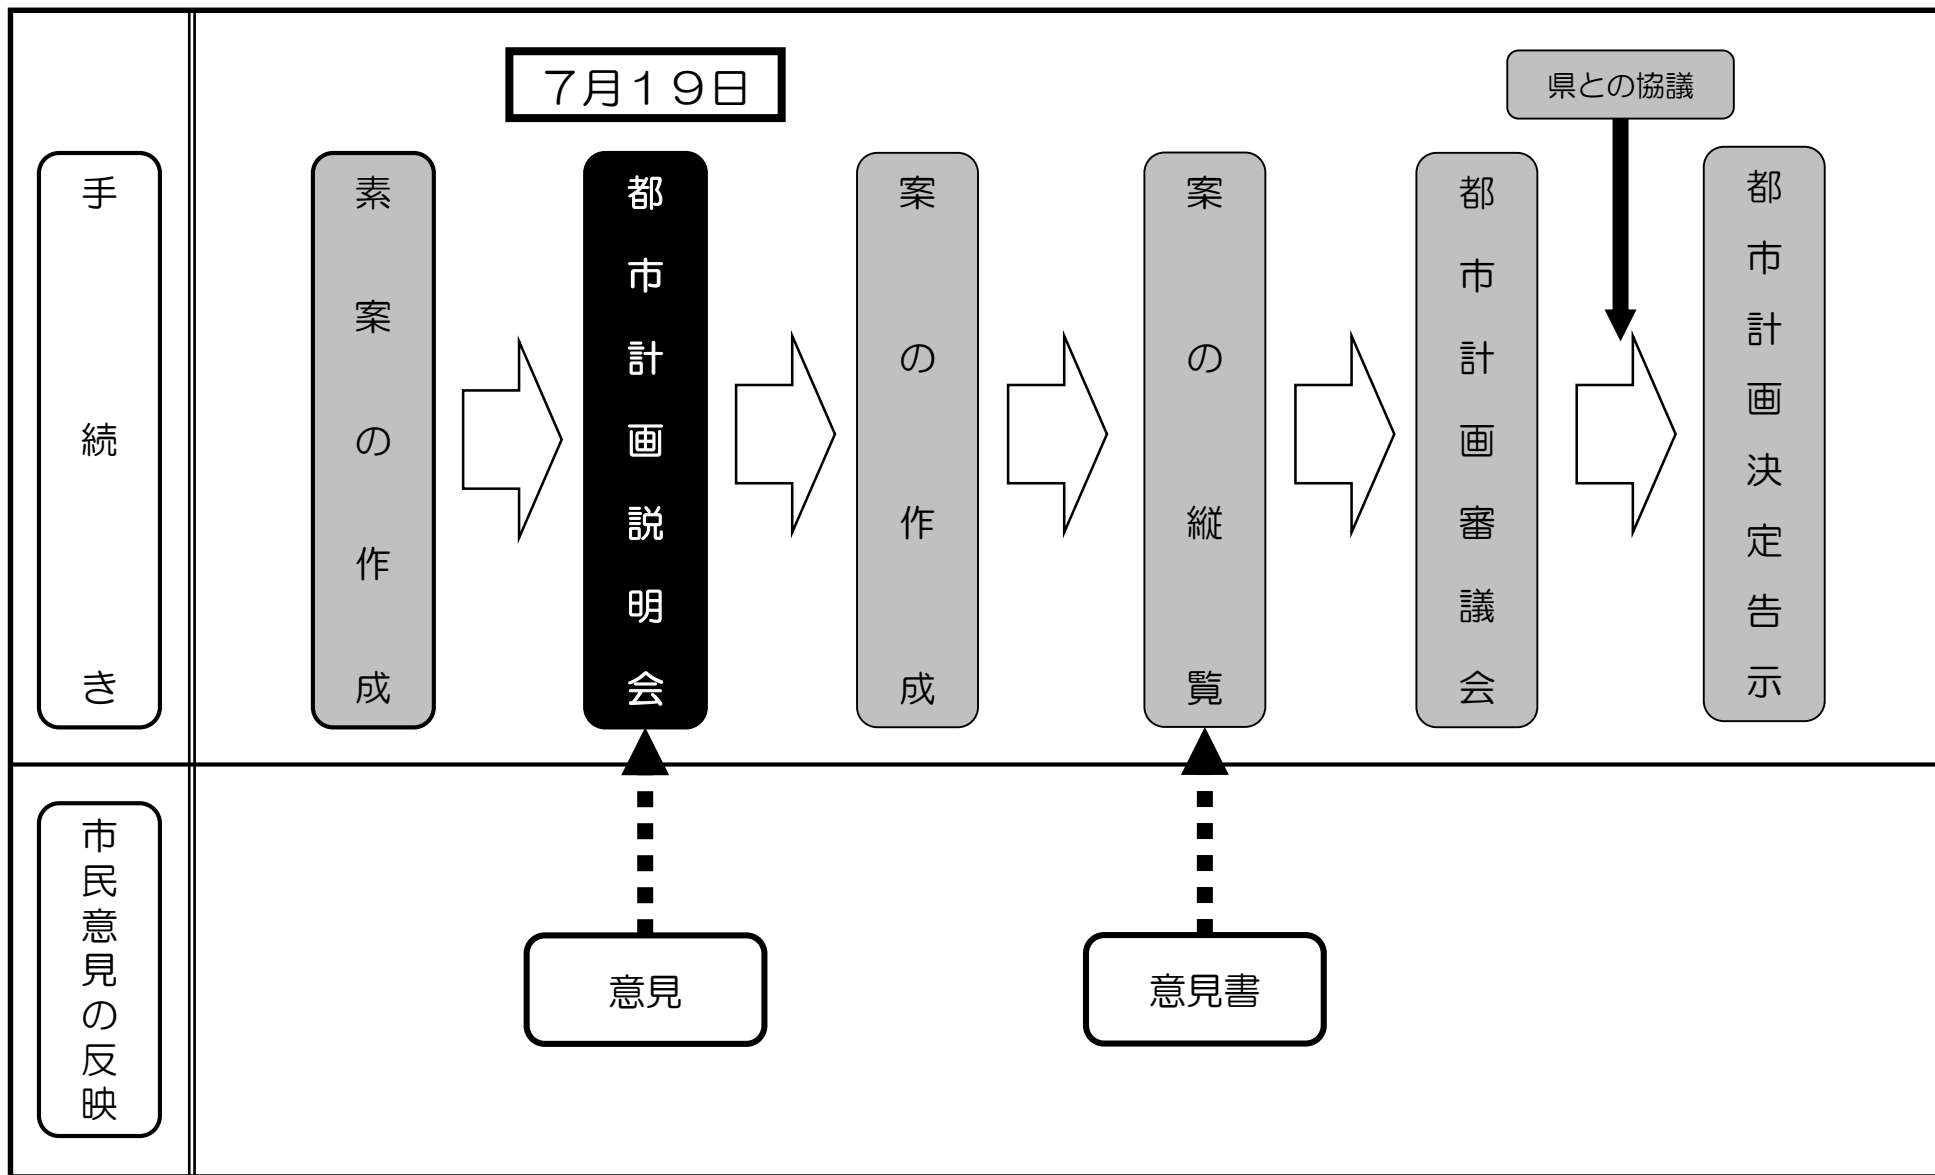 ７月１９日
県との協議
手続き
素案の作成
都市計画説明会
案の作成
案の縦覧
都市計画審議会
都市計画決定告示
市民意見の反映
意見
意見書